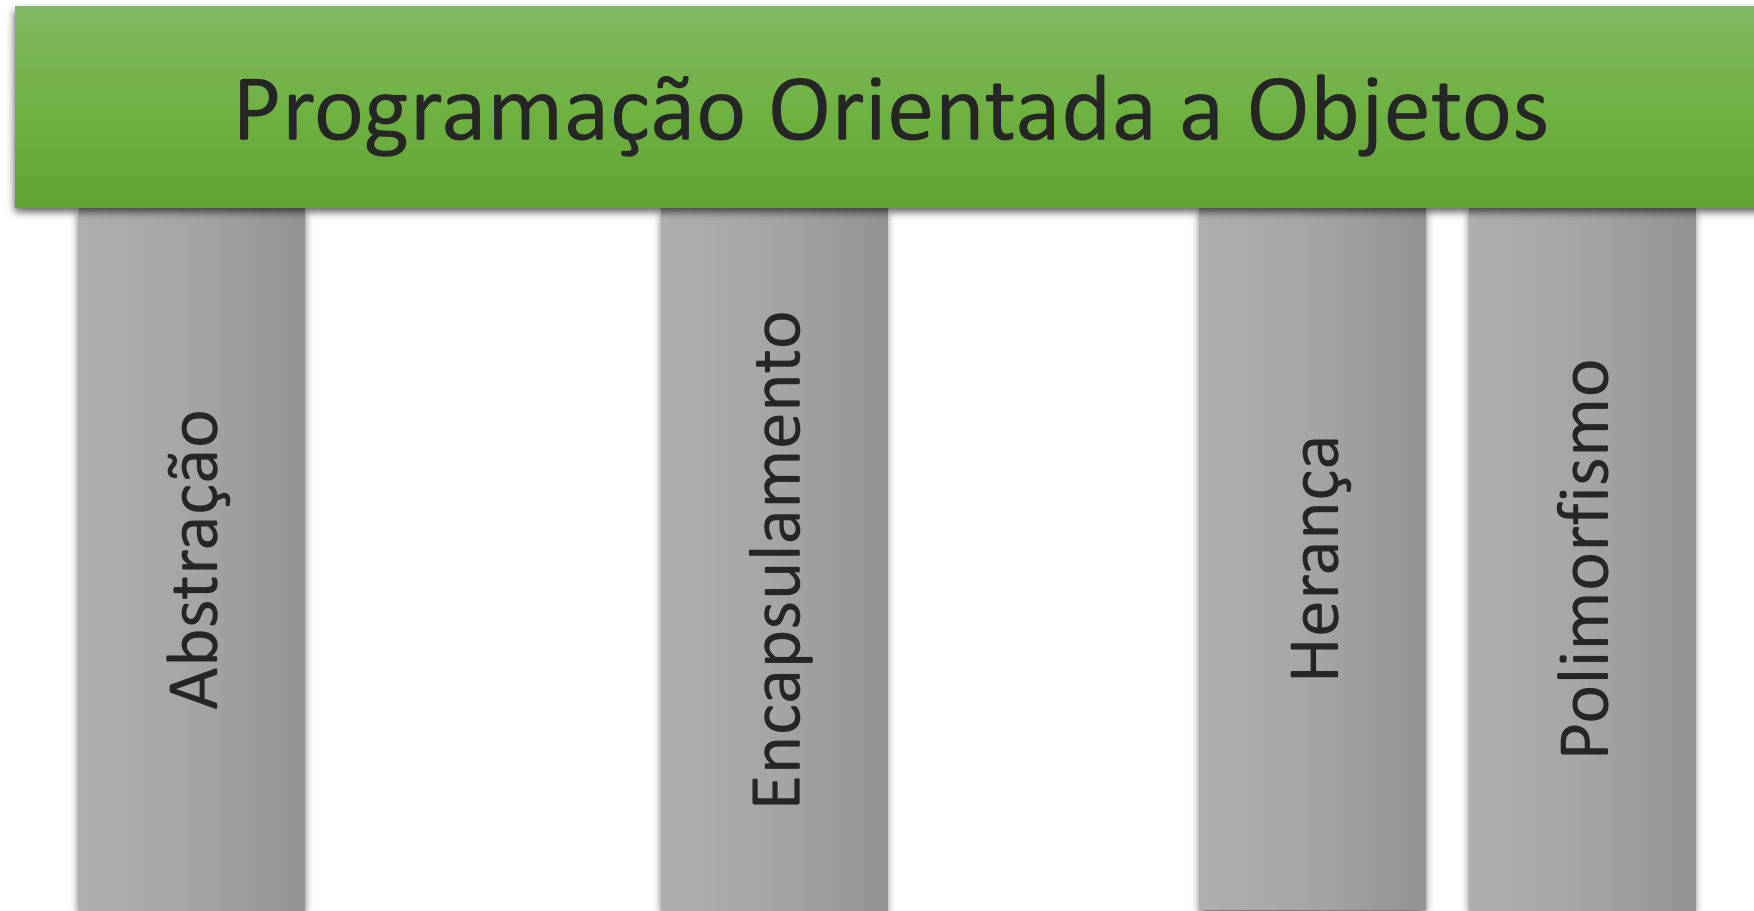 Programação Orientada a Objetos
Abstração
Encapsulamento
Herança
Polimorfismo